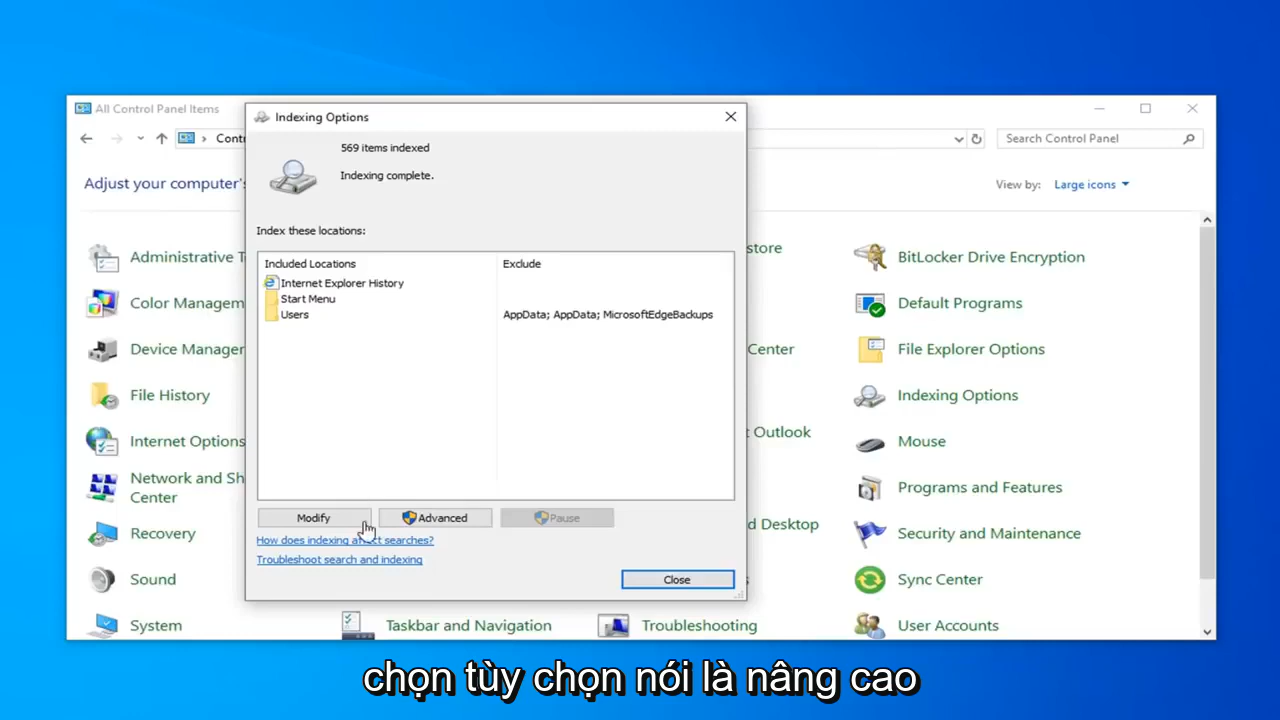 All Control Panel Items
Contr
Search Control Panel
Adjust your computer's
View by: Large icons
Indexing Options
569 items indexed
Indexing complete.
Index these locations:
Included Locations Exclude
Internet Explorer History
Start Menu
Users AppData; AppData; MicrosoftEdgeBackups
Modify Advanced Pause
How does indexing affect searches?
Troubleshoot search and indexing
Close
Administrative T
Color Managem
Device Manager
File History
Internet Options
Network and Sh
Center
Recovery
Sound
System
Taskbar and Navigation
store
Center
Outlook
d Desktop
Troubleshooting
BitLocker Drive Encryption
Default Programs
File Explorer Options
Indexing Options
Mouse
Programs and Features
Security and Maintenance
Sync Center
User Accounts
chọn tùy chọn nói là nâng cao